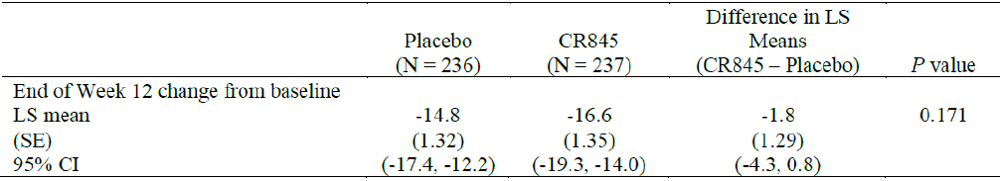 Difference in LS
Placebo CR845 Means
(N = 236) (N = 237) (CR845 – Placebo) P value
End of Week 12 change from baseline
LS mean -14.8 -16.6 -1.8 0.171
(SE) (1.32) (1.35) (1.29)
95% CI (-17.4, -12.2) (-19.3, -14.0) (-4.3, 0.8)